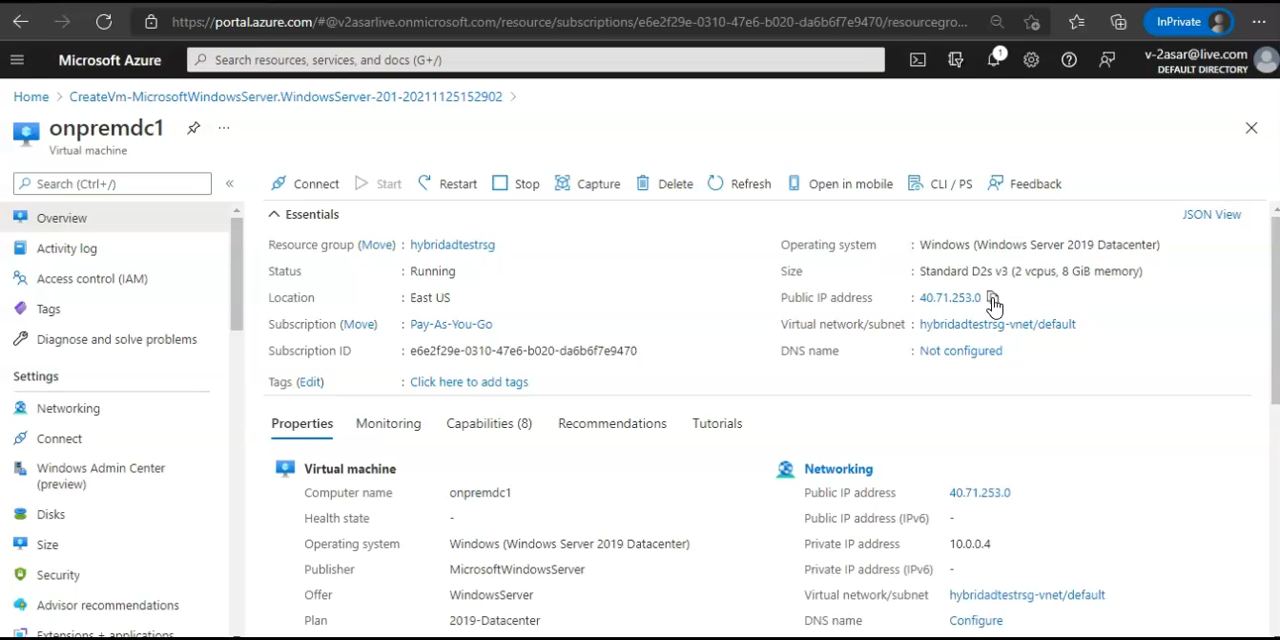 https://portal.azure.com/#@v2asarlive.onmicrosoft.com/resource/subscriptions/e6e2f29e-0310-47e6-b020-da6b6f7e9470/resourcegro...
InPrivate
Microsoft Azure
Search resources, services, and docs (G+/)
1
v-2asar@live.com
DEFAULT DIRECTORY
Home > CreateVm-MicrosoftWindowsServer.WindowsServer-201-20211125152902 >
onpremdc1
Virtual machine
Search (Ctrl+/)
«
Overview
Activity log
Access control (IAM)
Tags
Diagnose and solve problems
Settings
Networking
Connect
Windows Admin Center
(preview)
Disks
Size
Security
Advisor recommendations
Extensions + applications
Connect Start Restart Stop Capture Delete Refresh Open in mobile CLI / PS Feedback
Essentials
JSON View
Resource group (Move) : hybridadtestrsg
Status : Running
Location : East US
Subscription (Move) : Pay-As-You-Go
Subscription ID : e6e2f29e-0310-47e6-b020-da6b6f7e9470
Tags (Edit) : Click here to add tags
Operating system : Windows (Windows Server 2019 Datacenter)
Size : Standard D2s v3 (2 vcpus, 8 GiB memory)
Public IP address : 40.71.253.0
Virtual network/subnet : hybridadtestrsg-vnet/default
DNS name : Not configured
Properties Monitoring Capabilities (8) Recommendations Tutorials
Virtual machine
Computer name onpremdc1
Health state -
Operating system Windows (Windows Server 2019 Datacenter)
Publisher MicrosoftWindowsServer
Offer WindowsServer
Plan 2019-Datacenter
Networking
Public IP address 40.71.253.0
Public IP address (IPv6) -
Private IP address 10.0.0.4
Private IP address (IPv6) -
Virtual network/subnet hybridadtestrsg-vnet/default
DNS name Configure